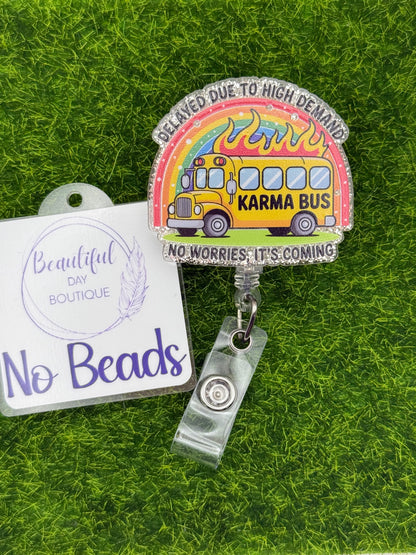 DELAYED DUE TO HIGH DEMAND
KARMA BUS
NO WORRIES, IT'S COMING
Beautiful
DAY
BOUTIQUE
No Beads